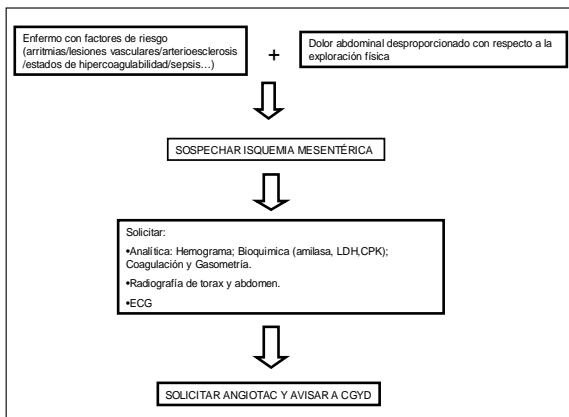 Enfermo con factores de riesgo
(arritmias/lesiones vasculares/arterioesclerosis
/estados de hipercoagulabilidad/sepsis…)
+
Dolor abdominal desproporcionado con respecto a la
exploración física
SOSPECHAR ISQUEMIA MESENTÉRICA
Solicitar:
•Analítica: Hemograma; Bioquimica (amilasa, LDH,CPK);
Coagulación y Gasometría.
•Radiografía de torax y abdomen.
•ECG
SOLICITAR ANGIOTAC Y AVISAR A CGYD